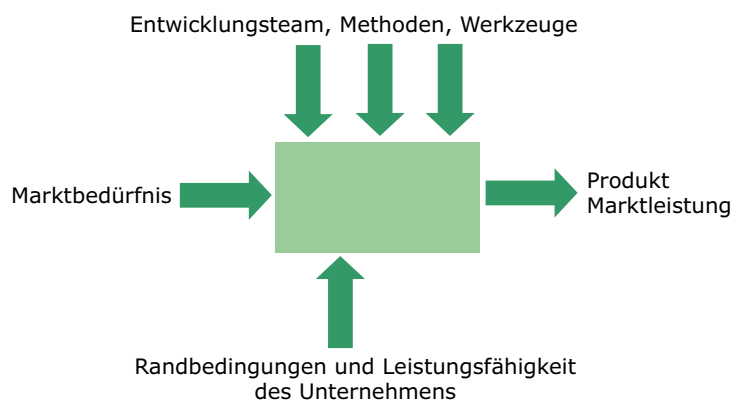 Entwicklungsteam, Methoden, Werkzeuge
Marktbedürfnis
Produkt
Marktleistung
Randbedingungen und Leistungsfähigkeit
des Unternehmens